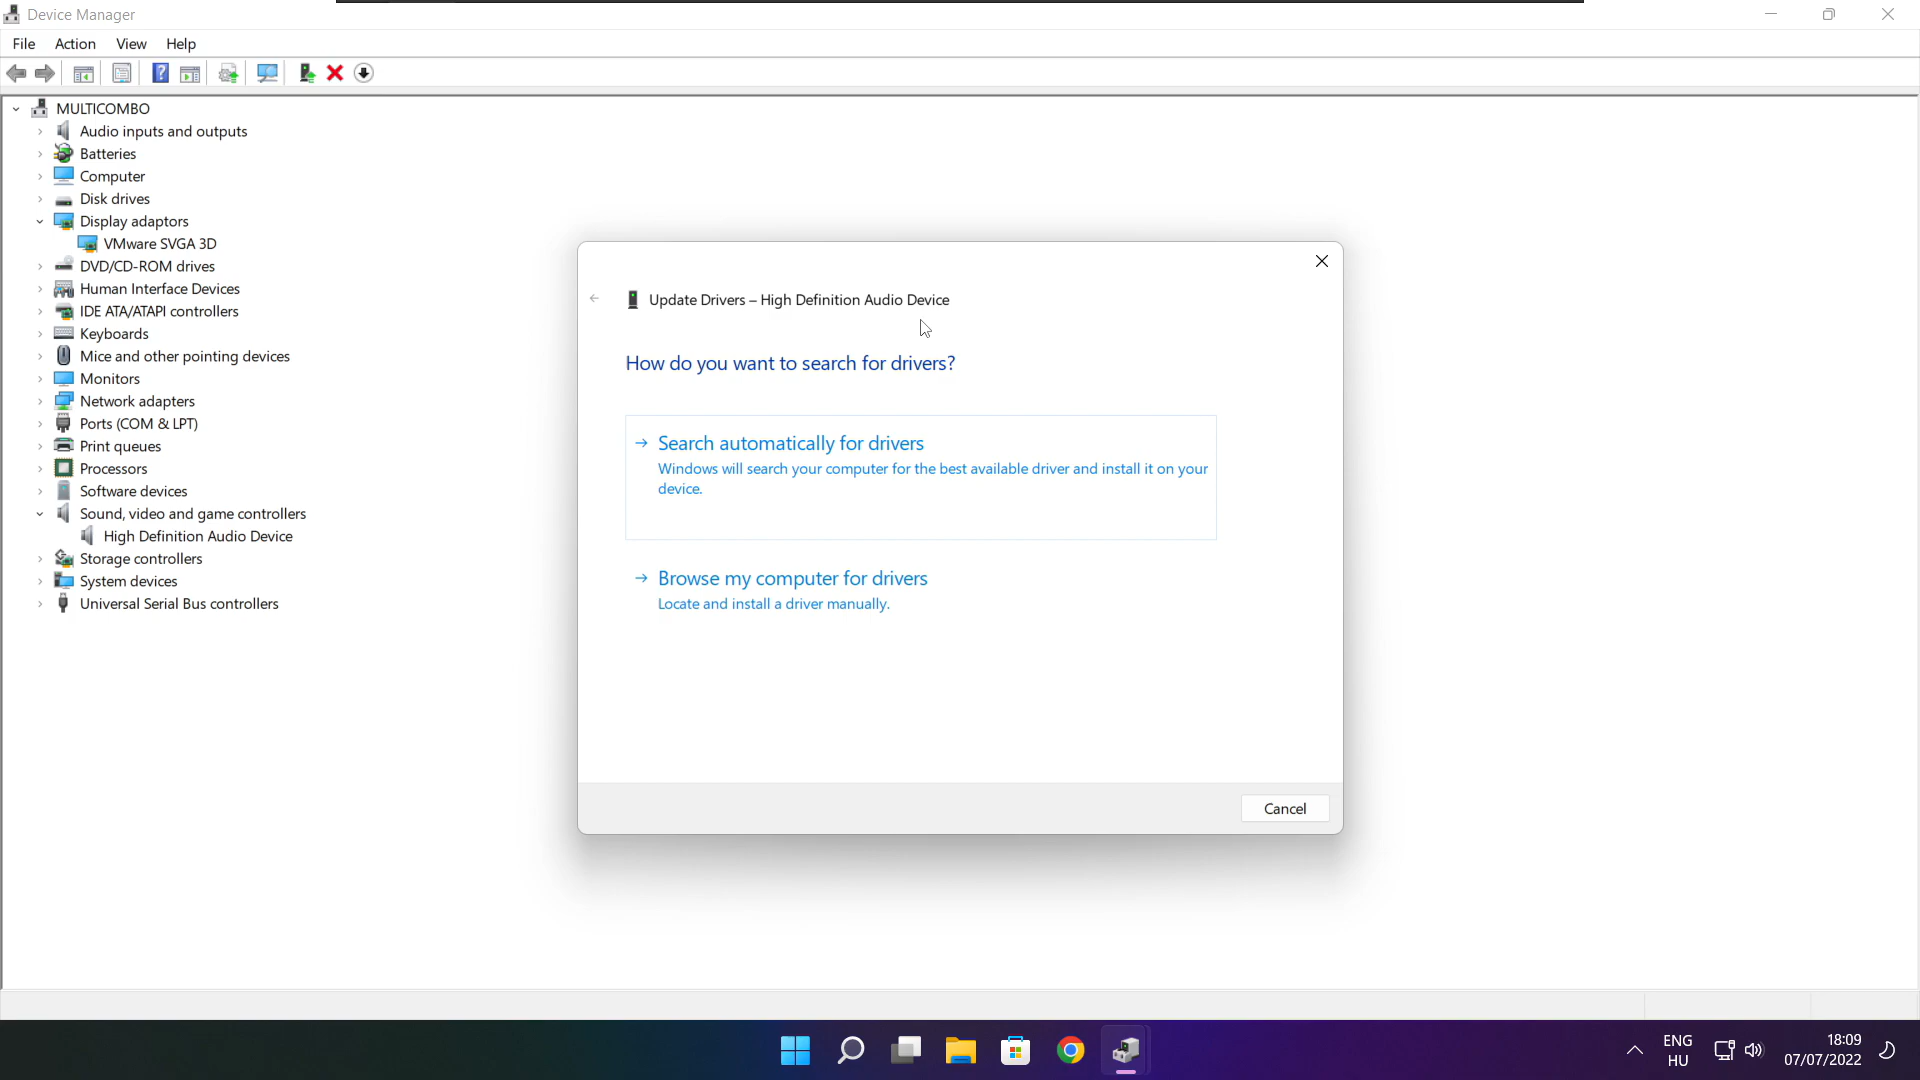 Device Manager
File Action View Help
MULTICOMBO
Audio inputs and outputs
Batteries
Computer
Disk drives
Display adaptors
VMware SVGA 3D
DVD/CD-ROM drives
Human Interface Devices
IDE ATA/ATAPI controllers
Keyboards
Mice and other pointing devices
Monitors
Network adapters
Ports (COM & LPT)
Print queues
Processors
Software devices
Sound, video and game controllers
High Definition Audio Device
Storage controllers
System devices
Universal Serial Bus controllers
Update Drivers – High Definition Audio Device
How do you want to search for drivers?
Search automatically for drivers
Windows will search your computer for the best available driver and install it on your
device.
Browse my computer for drivers
Locate and install a driver manually.
Cancel
ENG
HU
18:09
07/07/2022